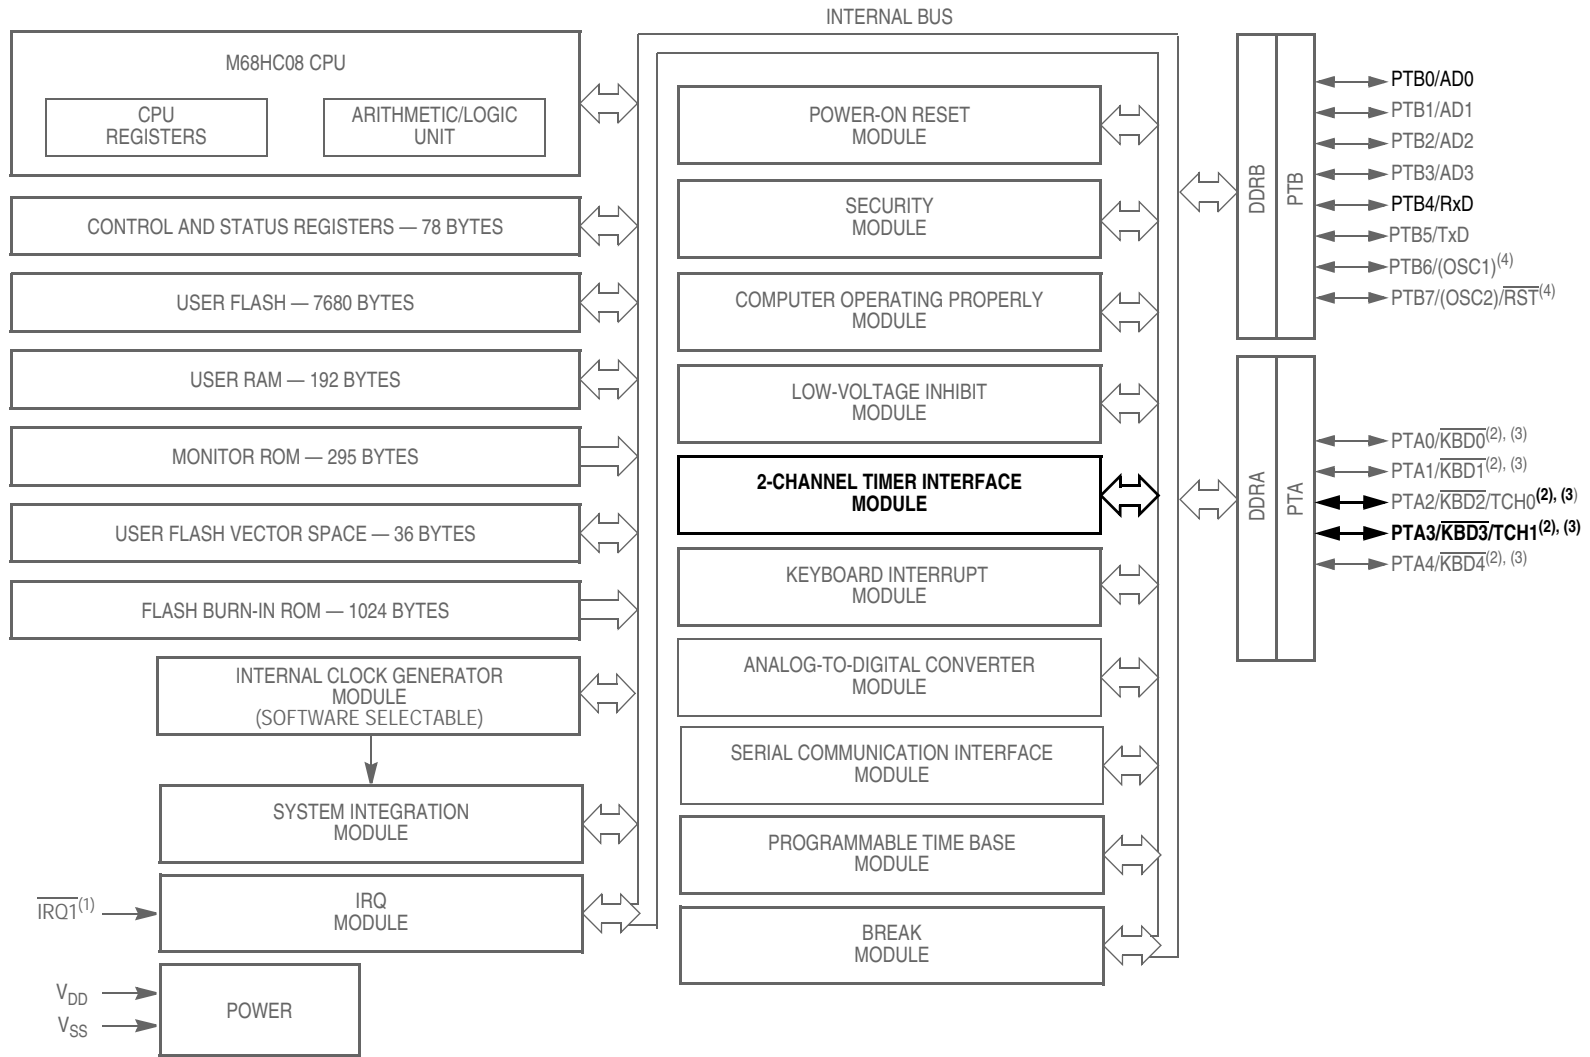 INTERNAL BUS
M68HC08 CPU
CPU
REGISTERS
ARITHMETIC/LOGIC
UNIT
CONTROL AND STATUS REGISTERS — 78 BYTES
USER FLASH — 7680 BYTES
USER RAM — 192 BYTES
MONITOR ROM — 295 BYTES
USER FLASH VECTOR SPACE — 36 BYTES
FLASH BURN-IN ROM — 1024 BYTES
INTERNAL CLOCK GENERATOR
MODULE
(SOFTWARE SELECTABLE)
SYSTEM INTEGRATION
MODULE
IRQ1(1)
IRQ
MODULE
VDD
VSS
POWER
POWER-ON RESET
MODULE
SECURITY
MODULE
COMPUTER OPERATING PROPERLY
MODULE
LOW-VOLTAGE INHIBIT
MODULE
2-CHANNEL TIMER INTERFACE
MODULE
KEYBOARD INTERRUPT
MODULE
ANALOG-TO-DIGITAL CONVERTER
MODULE
SERIAL COMMUNICATION INTERFACE
MODULE
PROGRAMMABLE TIME BASE
MODULE
BREAK
MODULE
DDRB
PTB
PTB0/AD0
PTB1/AD1
PTB2/AD2
PTB3/AD3
PTB4/RxD
PTB5/TxD
PTB6/(OSC1)(4)
PTB7/(OSC2)/RST(4)
DDRA
PTA
PTA0/KBD0(2), (3)
PTA1/KBD1(2), (3)
PTA2/KBD2/TCH0(2), (3)
PTA3/KBD3/TCH1(2), (3)
PTA4/KBD4(2), (3)